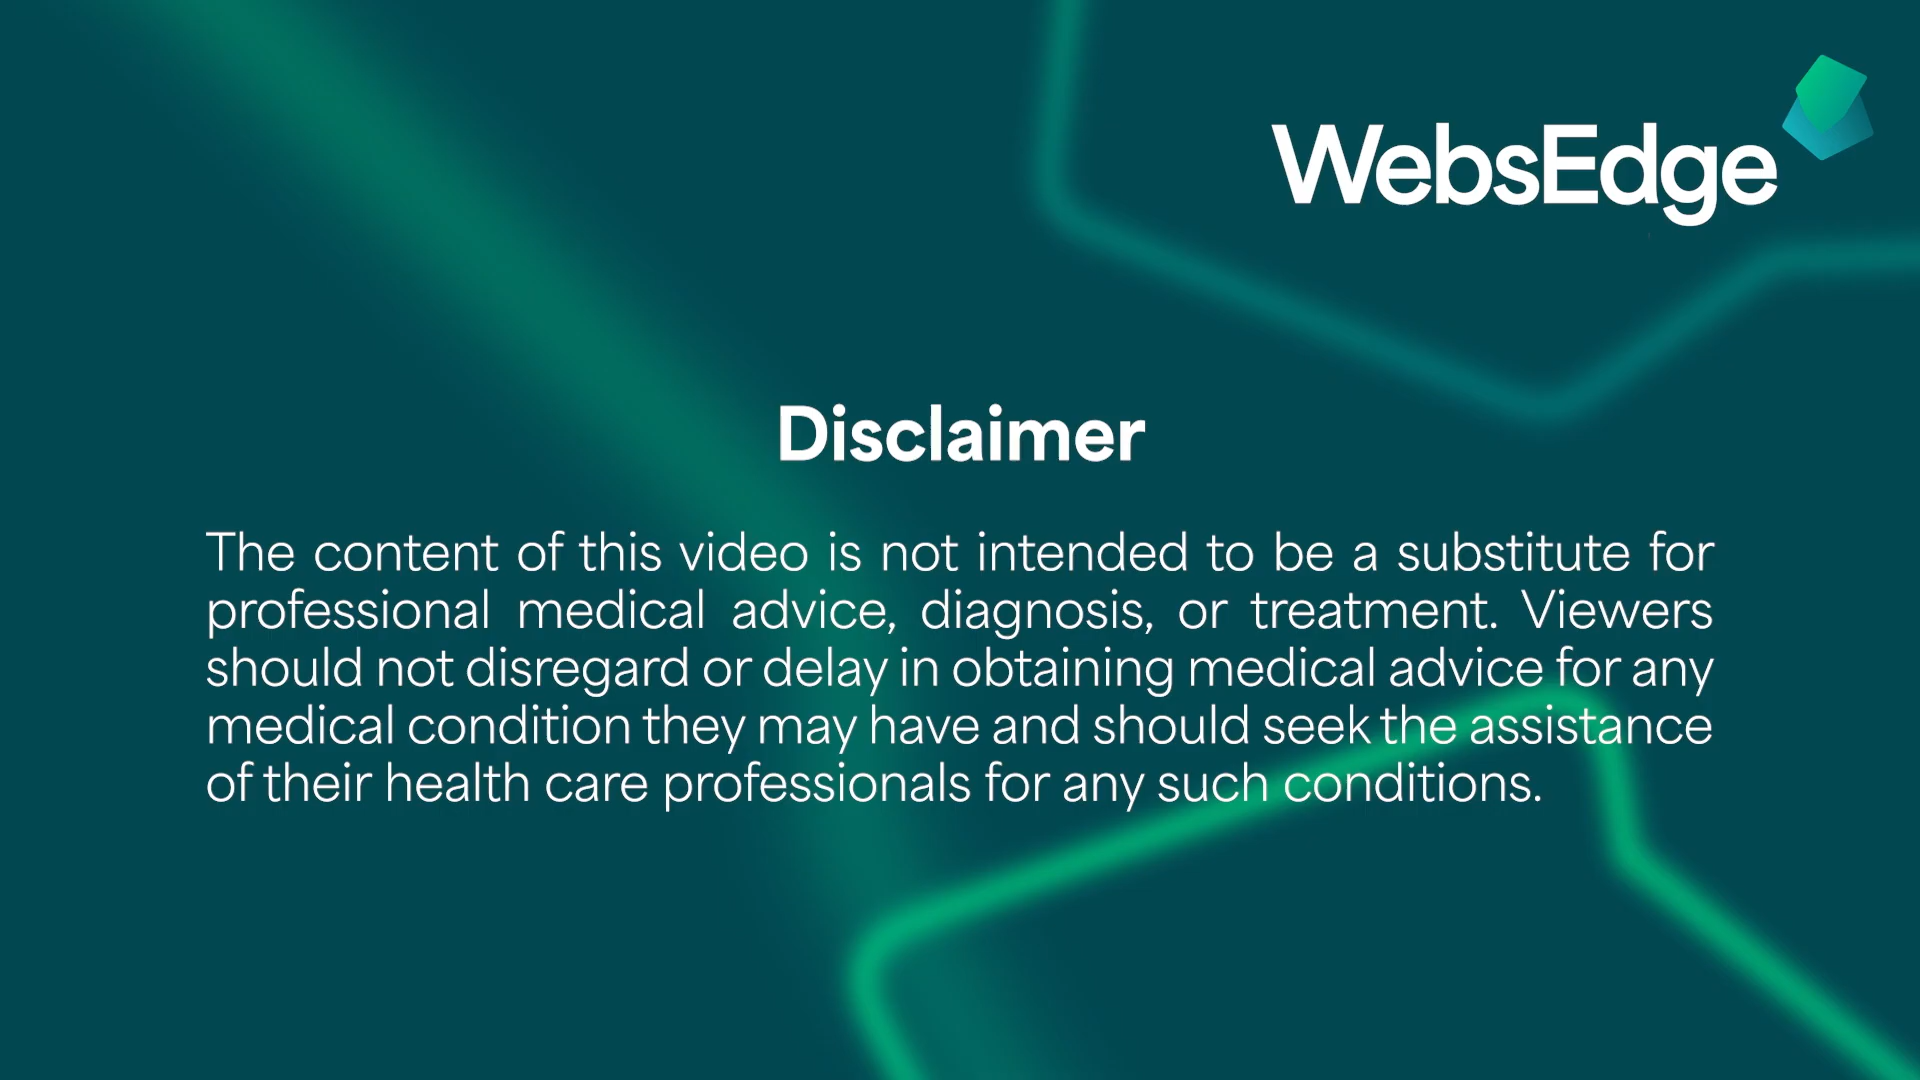 WebsEdge
Disclaimer
The content of this video is not intended to be a substitute for
professional medical advice, diagnosis, or treatment. Viewers
should not disregard or delay in obtaining medical advice for any
medical condition they may have and should seek the assistance
of their health care professionals for any such conditions.